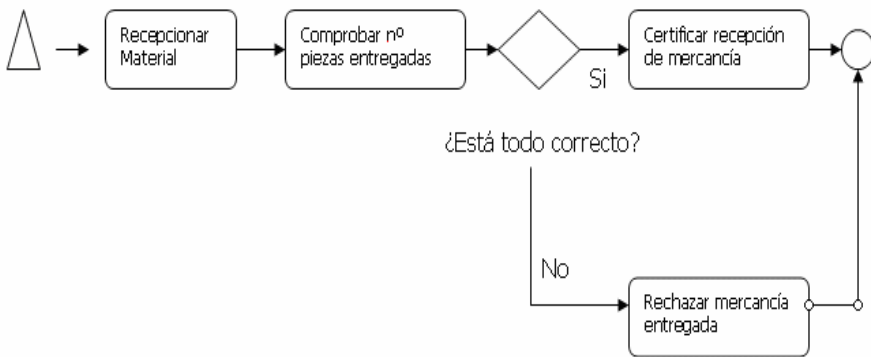 Recepcionar
Material
Comprobar nº
piezas entregadas
Si
Certificar recepción
de mercancía
¿Está todo correcto?
No
Rechazar mercancía
entregada